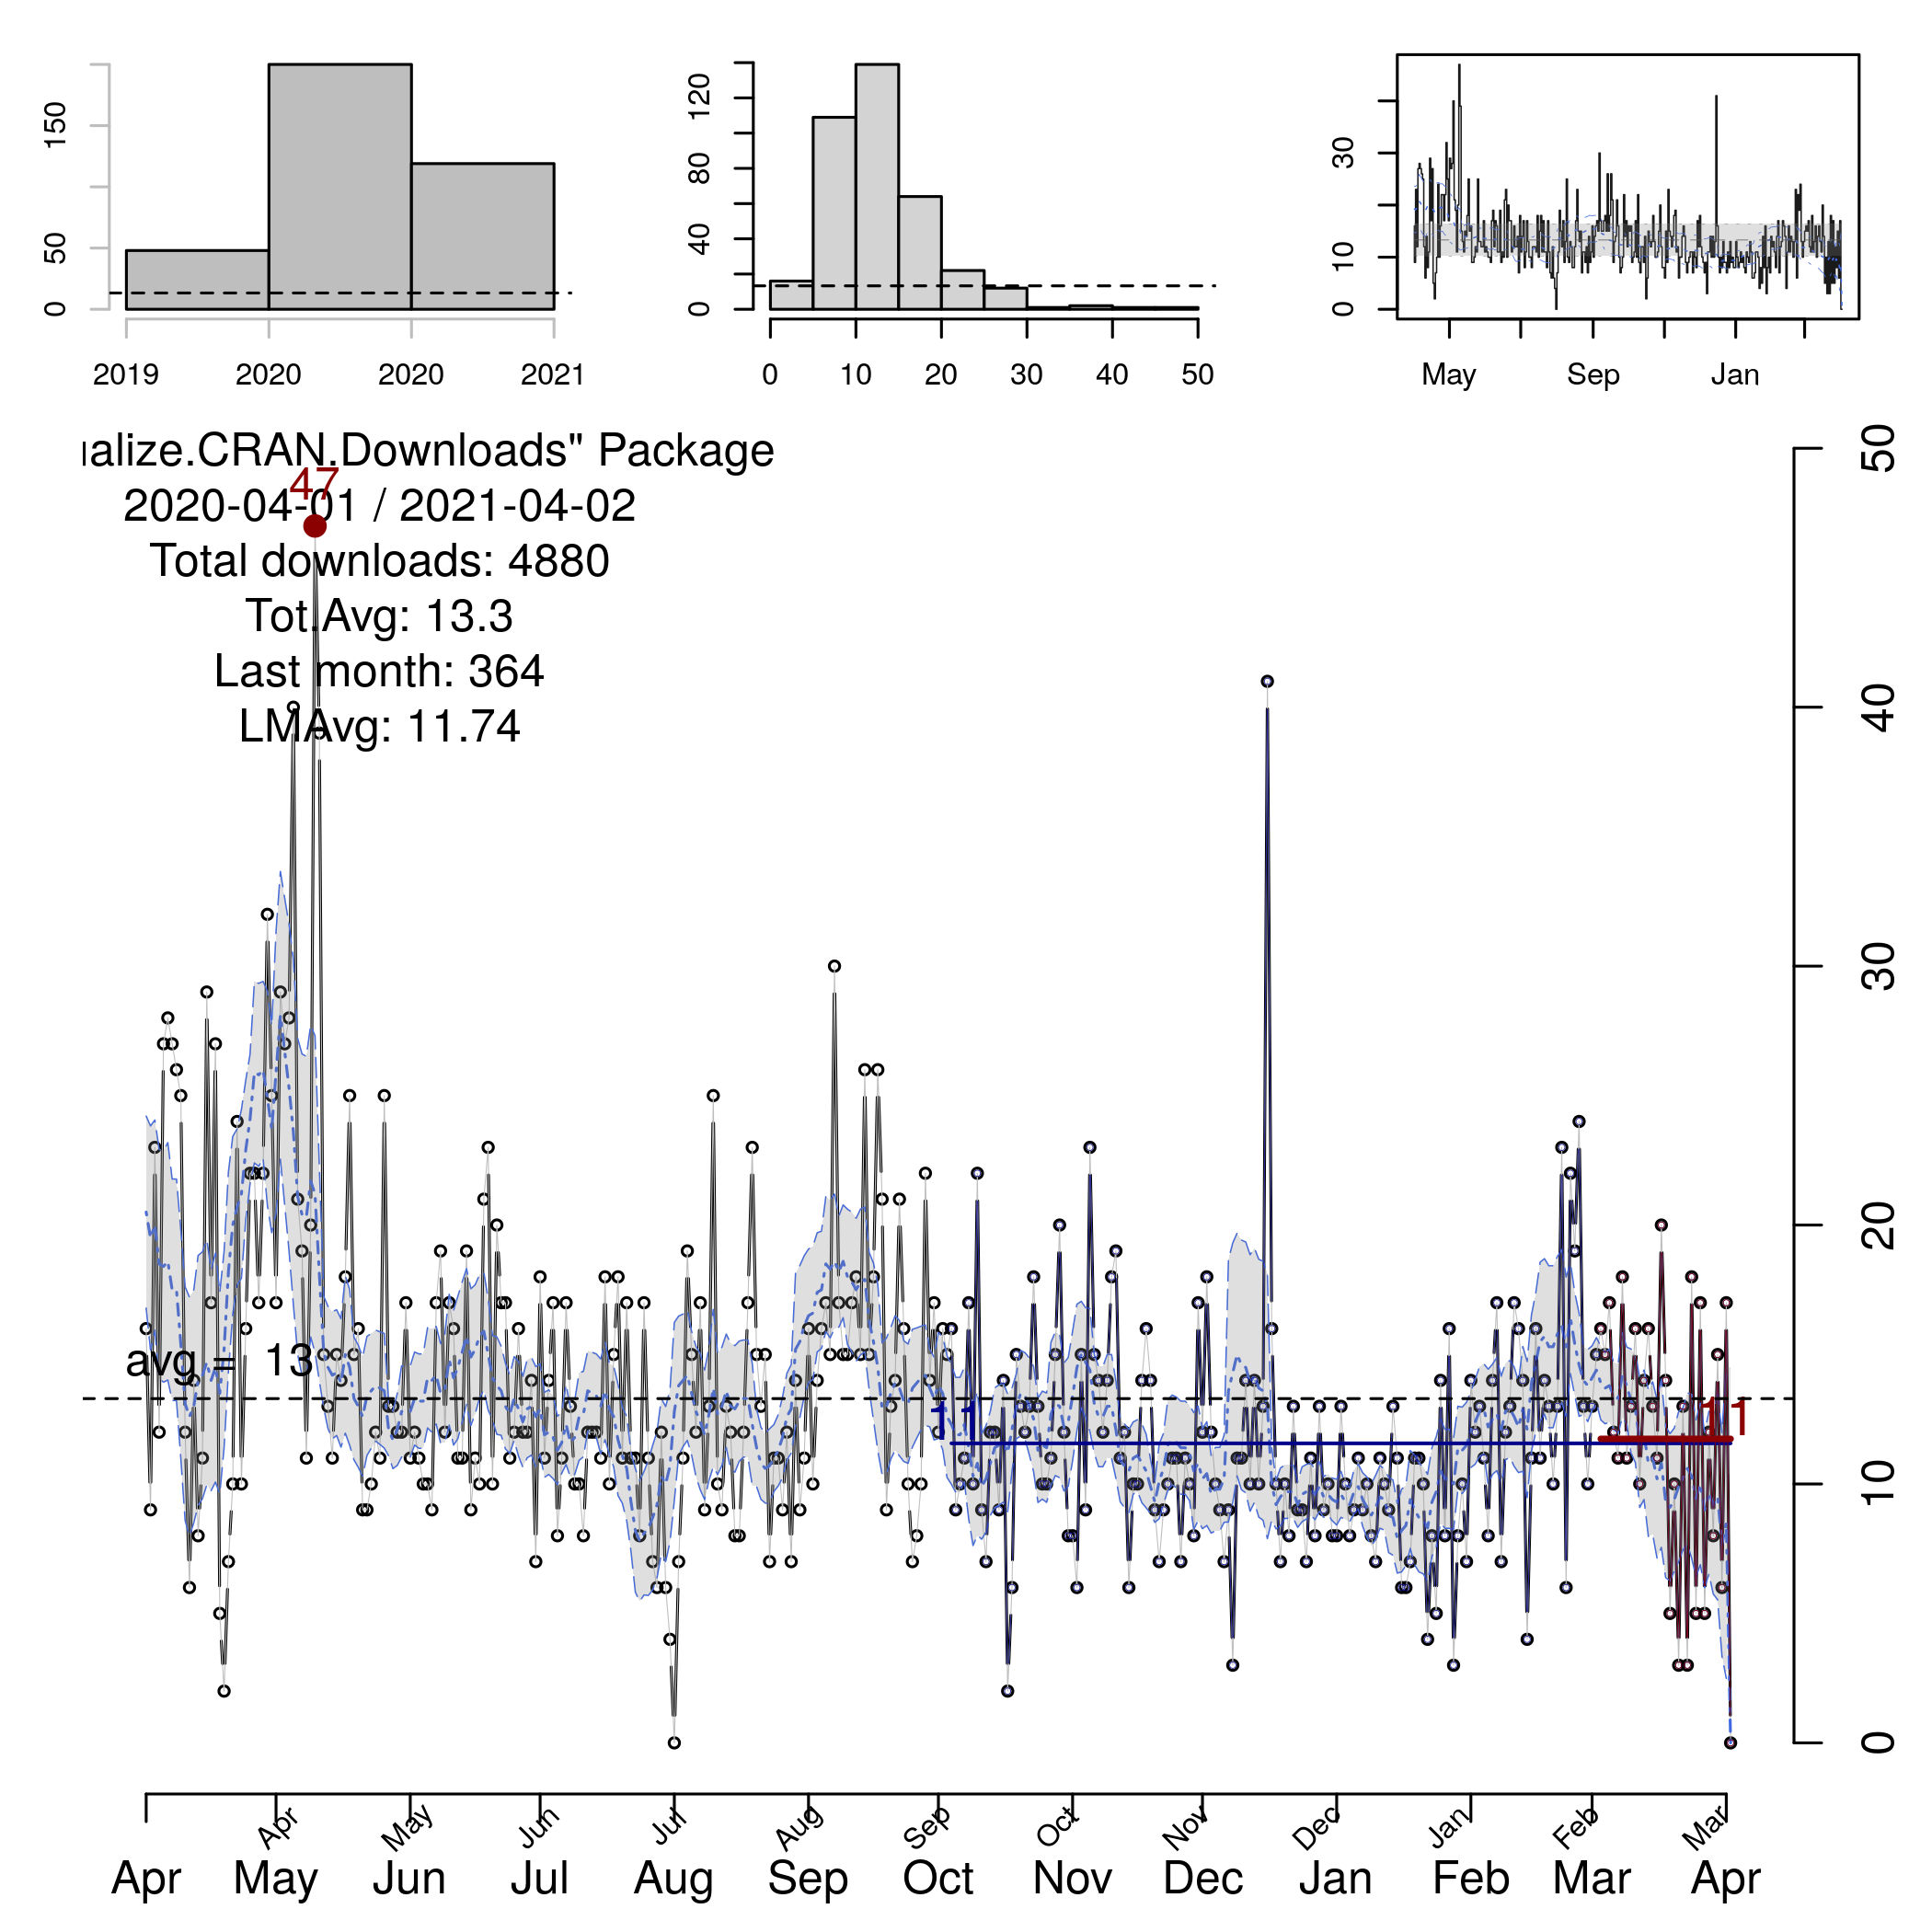 150
50
0
2019 2020 2020 2021
120
80
40
0
0 10 20 30 40 50
30
10
0
May Sep Jan
alize.CRAN.Downloads" Package
47
2020-04-01 / 2021-04-02
Total downloads: 4880
Tot.Avg: 13.3
Last month: 364
LMAvg: 11.74
50
40
30
20
10
0
avg = 13
11
11
Apr May Jun Jul Aug Sep Oct Nov Dec Jan Feb Mar
Apr May Jun Jul Aug Sep Oct Nov Dec Jan Feb Mar Apr